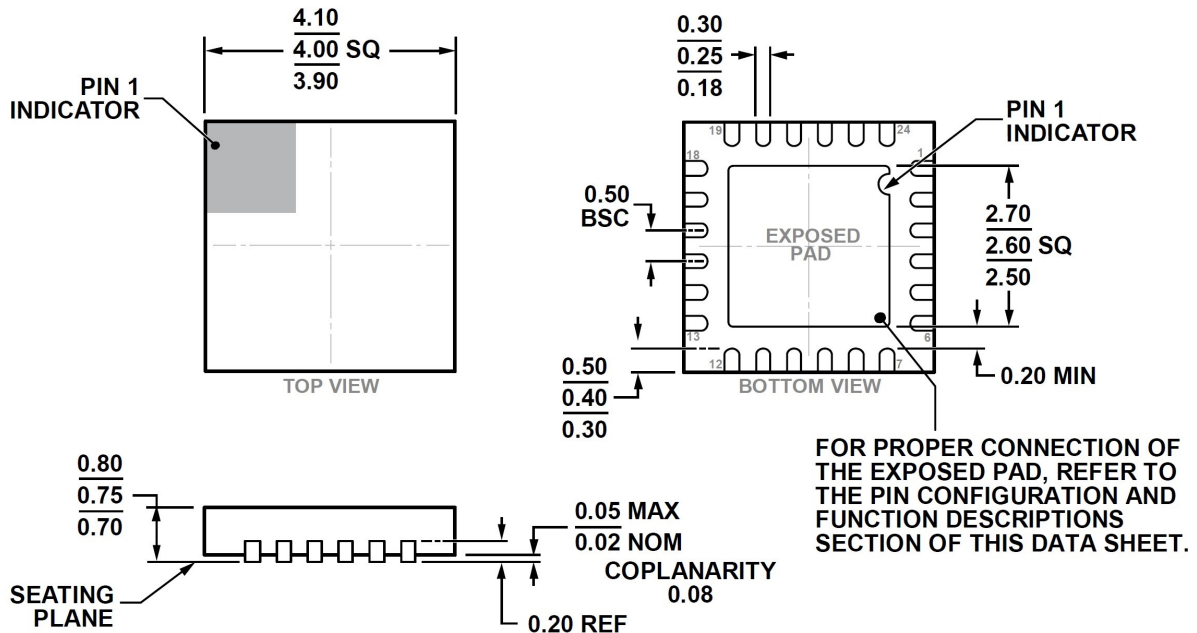 4.10
4.00 SQ
3.90
PIN 1
INDICATOR
TOP VIEW
0.30
0.25
0.18
PIN 1
INDICATOR
19
24
18
1
0.50
BSC
EXPOSED
PAD
2.70
2.60 SQ
2.50
13
6
12
7
BOTTOM VIEW
0.50
0.40
0.30
0.20 MIN
FOR PROPER CONNECTION OF
THE EXPOSED PAD, REFER TO
THE PIN CONFIGURATION AND
FUNCTION DESCRIPTIONS
SECTION OF THIS DATA SHEET.
0.80
0.75
0.70
SEATING
PLANE
0.05 MAX
0.02 NOM
COPLANARITY
0.08
0.20 REF